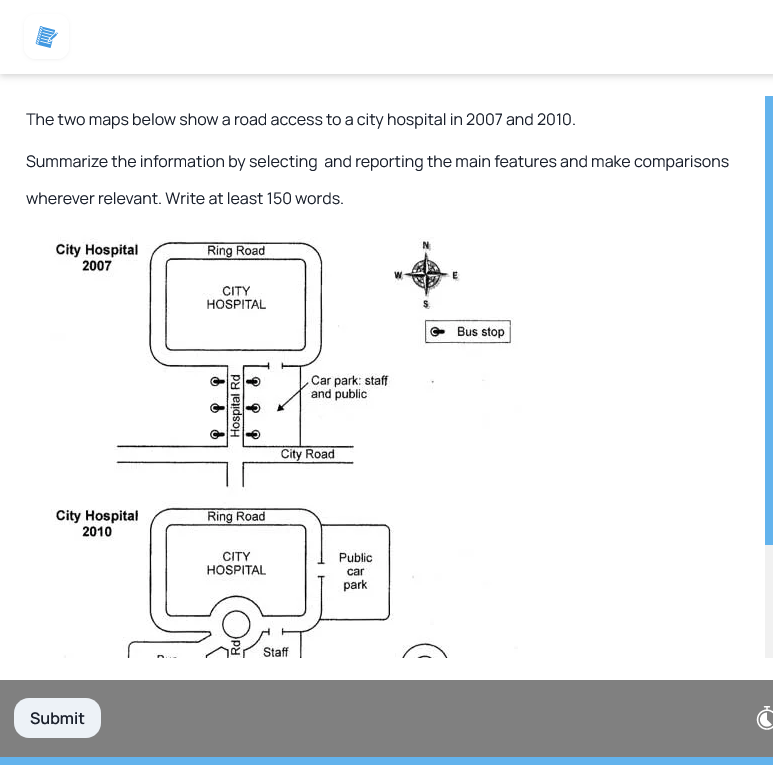 The two maps below show a road access to a city hospital in 2007 and 2010.
Summarize the information by selecting and reporting the main features and make comparisons
wherever relevant. Write at least 150 words.
City Hospital
2007
Ring Road
CITY
HOSPITAL
N
W
E
S
Bus stop
Hospital Rd
Car park: staff
and public
City Road
City Hospital
2010
Ring Road
CITY
HOSPITAL
Public
car
park
Rd
Staff
Submit